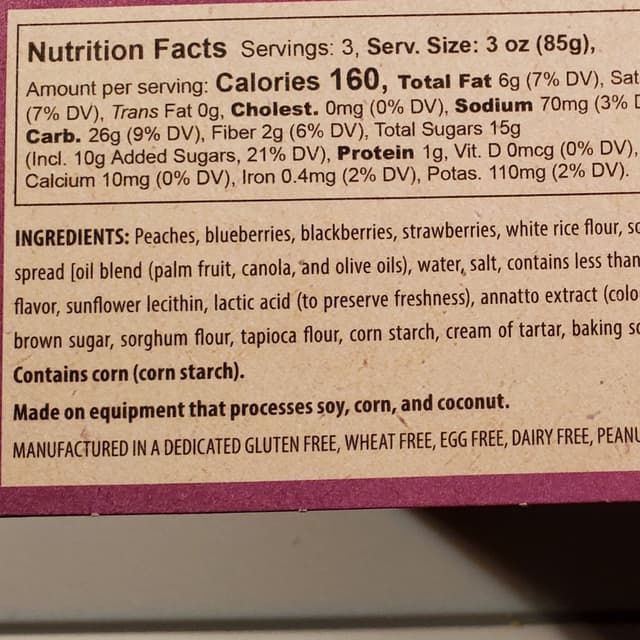 Nutrition Facts Servings: 3, Serv. Size: 3 oz (85g),
Amount per serving: Calories 160, Total Fat 6g (7% DV), Sat
(7% DV), Trans Fat 0g, Cholest. 0mg (0% DV), Sodium 70mg (3%
Carb. 26g (9% DV), Fiber 2g (6% DV), Total Sugars 15g
(Incl. 10g Added Sugars, 21% DV), Protein 1g, Vit. D 0mcg (0% DV),
Calcium 10mg (0% DV), Iron 0.4mg (2% DV), Potas. 110mg (2% DV).
INGREDIENTS: Peaches, blueberries, blackberries, strawberries, white rice flour,
spread [oil blend (palm fruit, canola, and olive oils), water, salt, contains less than
flavor, sunflower lecithin, lactic acid (to preserve freshness), annatto extract
brown sugar, sorghum flour, tapioca flour, corn starch, cream of tartar, baking
Contains corn (corn starch).
Made on equipment that processes soy, corn, and coconut.
MANUFACTURED IN A DEDICATED GLUTEN FREE, WHEAT FREE, EGG FREE, DAIRY FREE,